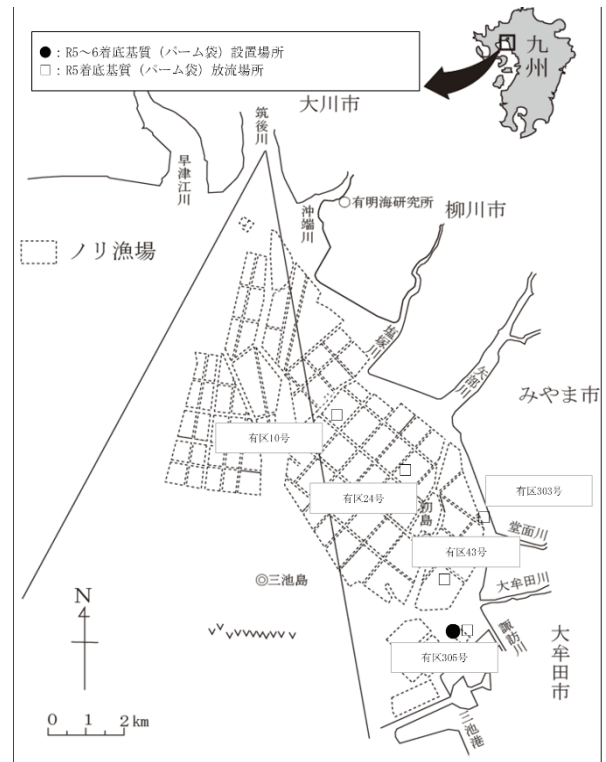 ●：R5～6着底基質（パーム袋）設置場所
□：R5着底基質（パーム袋）放流場所
九州
大川市
筑後川
早津江川
沖端川
○有明海研究所
柳川市
ノリ漁場
塩塚川
矢部川
みやま市
有区10号
有区24号
有区303号
初島
堂面川
有区43号
◎三池島
大牟田川
N
諏訪川
大牟田市
有区305号
0 1 2km
三池港